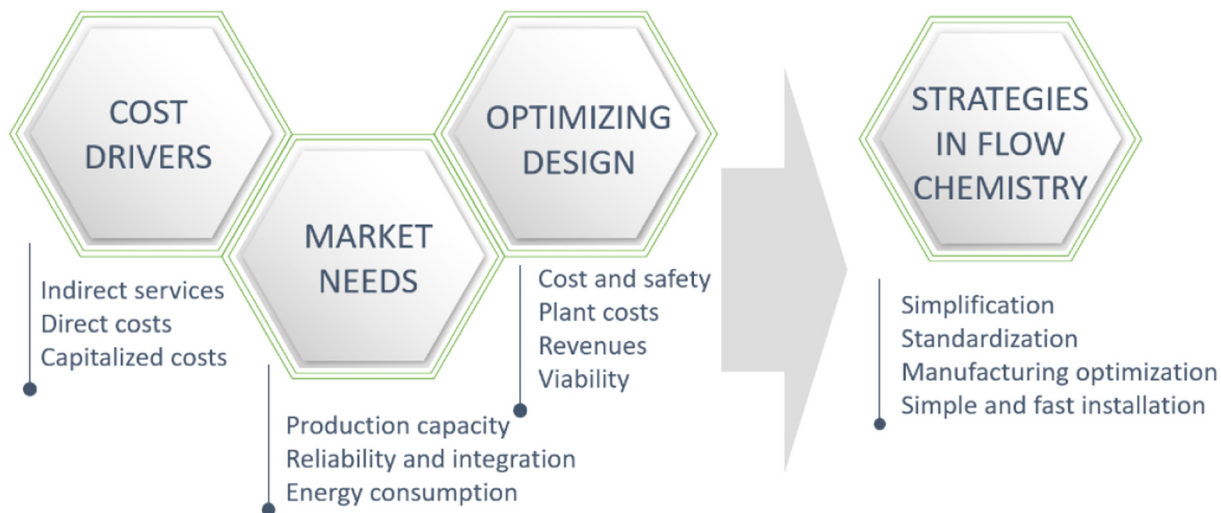 COST
DRIVERS
Indirect services
Direct costs
Capitalized costs
MARKET
NEEDS
Production capacity
Reliability and integration
Energy consumption
OPTIMIZING
DESIGN
Cost and safety
Plant costs
Revenues
Viability
STRATEGIES
IN FLOW
CHEMISTRY
Simplification
Standardization
Manufacturing optimization
Simple and fast installation